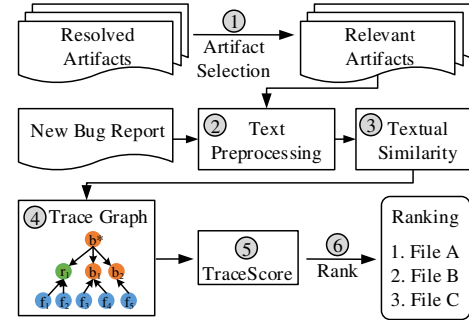 Resolved
Artifacts
1
Artifact
Selection
Relevant
Artifacts
New Bug Report
2
Text
Preprocessing
3
Textual
Similarity
4
Trace Graph
b*
r1
b1
b2
f1
f2
f3
f4
f5
5
TraceScore
6
Rank
Ranking
1. File A
2. File B
3. File C